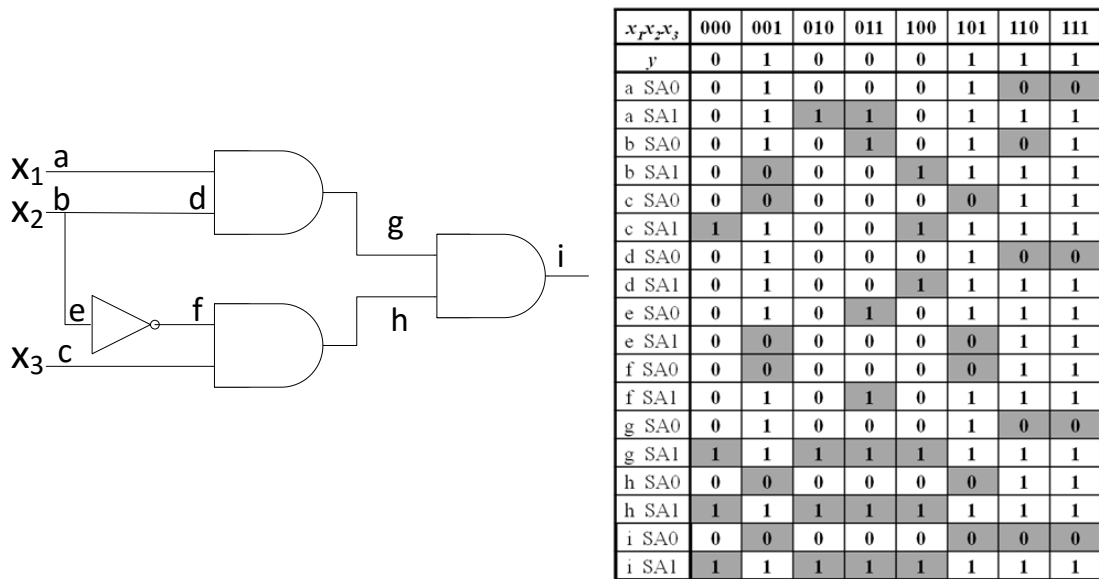 x₁ a
x₂ b d
g
i
e f
h
x₃ c
x₁x₂x₃ 000 001 010 011 100 101 110 111
y 0 1 0 0 0 1 1 1
a SA0 0 1 0 0 0 1 0 0
a SA1 0 1 1 1 0 1 1 1
b SA0 0 1 0 1 0 1 0 1
b SA1 0 0 0 0 1 1 1 1
c SA0 0 0 0 0 0 0 1 1
c SA1 1 1 0 0 1 1 1 1
d SA0 0 1 0 0 0 1 0 0
d SA1 0 1 0 0 1 1 1 1
e SA0 0 1 0 1 0 1 1 1
e SA1 0 0 0 0 0 0 1 1
f SA0 0 0 0 0 0 0 1 1
f SA1 0 1 0 1 0 1 1 1
g SA0 0 1 0 0 0 1 0 0
g SA1 1 1 1 1 1 1 1 1
h SA0 0 0 0 0 0 0 1 1
h SA1 1 1 1 1 1 1 1 1
i SA0 0 0 0 0 0 0 0 0
i SA1 1 1 1 1 1 1 1 1